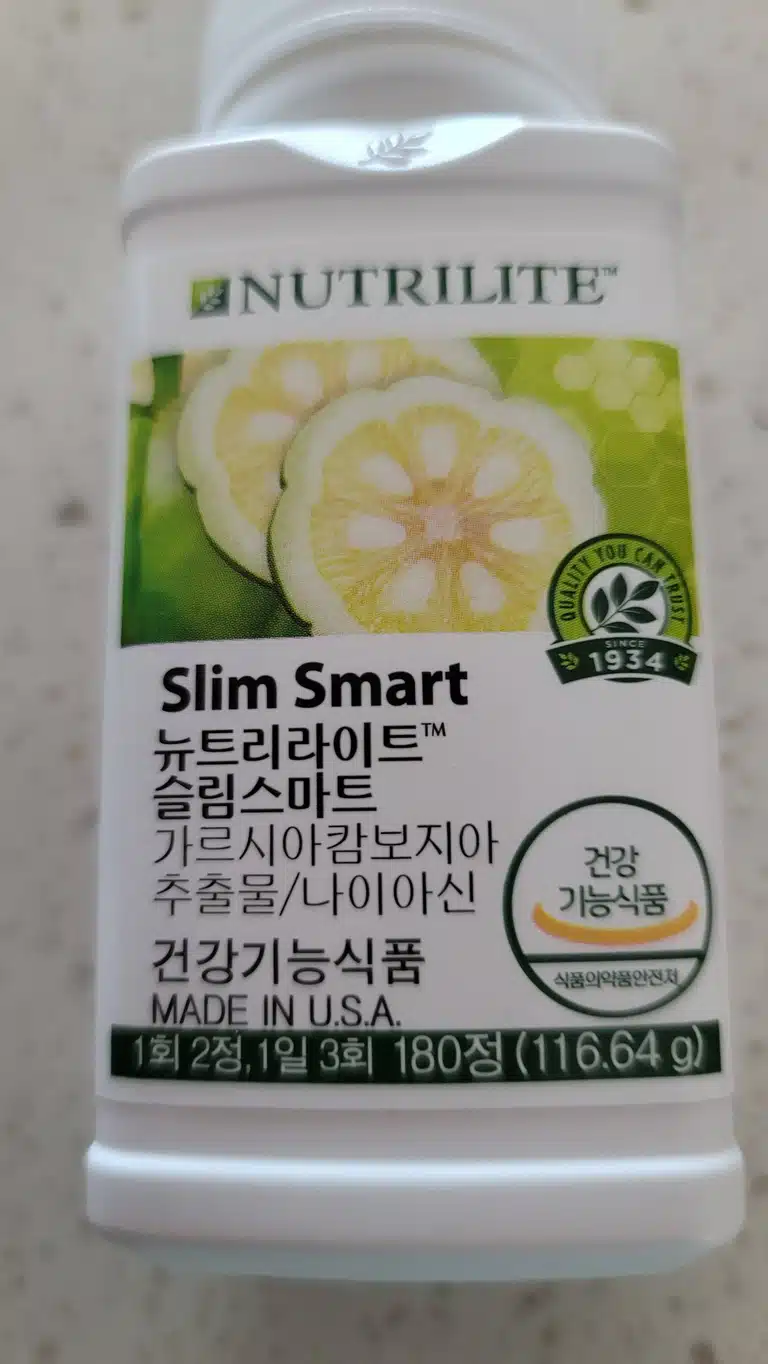 NUTRILITE™
QUALITY YOU CAN TRUST
SINCE
1934
Slim Smart
뉴트리라이트™
슬림스마트
가르시아캄보지아
추출물/나이아신
건강
기능식품
식품의약품안전처
건강기능식품
MADE IN U.S.A.
1회 2정, 1일 3회 180정 (116.64 g)